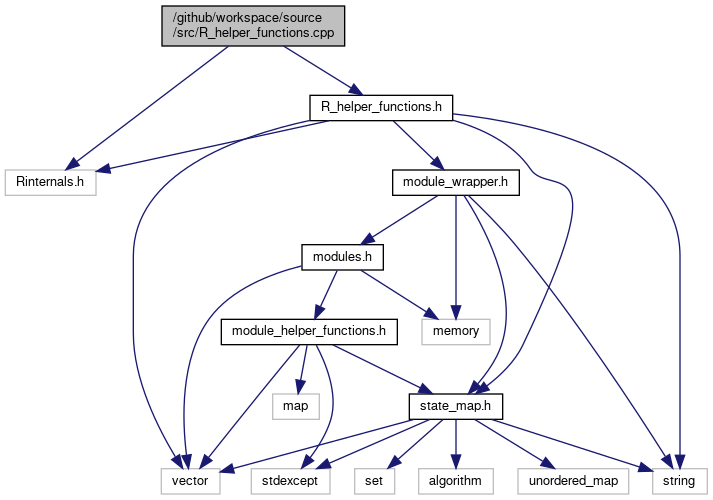 /github/workspace/source
/src/R_helper_functions.cpp
R_helper_functions.h
Rinternals.h
module_wrapper.h
modules.h
module_helper_functions.h
memory
map
state_map.h
vector
stdexcept
set
algorithm
unordered_map
string